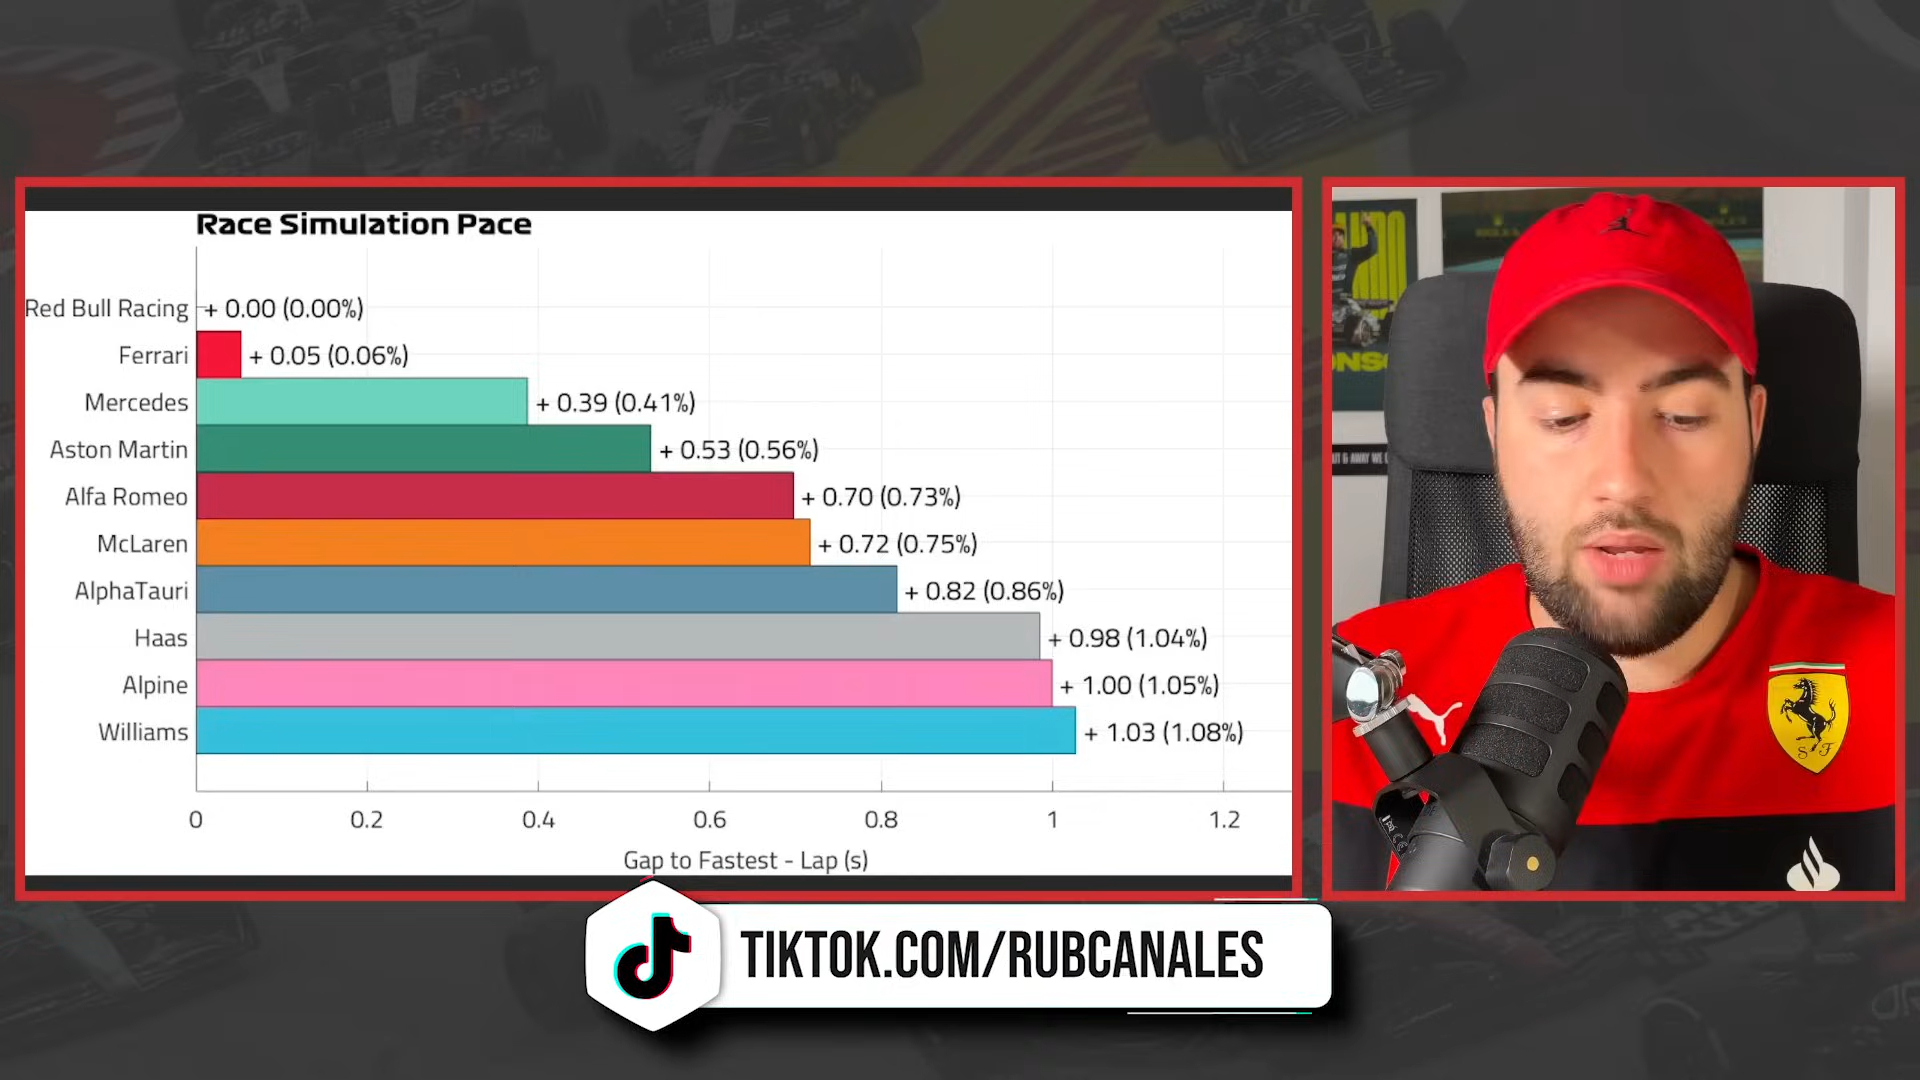 Race Simulation Pace
Red Bull Racing + 0.00 (0.00%)
Ferrari + 0.05 (0.06%)
Mercedes + 0.39 (0.41%)
Aston Martin + 0.53 (0.56%)
Alfa Romeo + 0.70 (0.73%)
McLaren + 0.72 (0.75%)
AlphaTauri + 0.82 (0.86%)
Haas + 0.98 (1.04%)
Alpine + 1.00 (1.05%)
Williams + 1.03 (1.08%)
0 0.2 0.4 0.6 0.8 1 1.2
Gap to Fastest - Lap (s)
S F
TIKTOK.COM/RUBCANALES